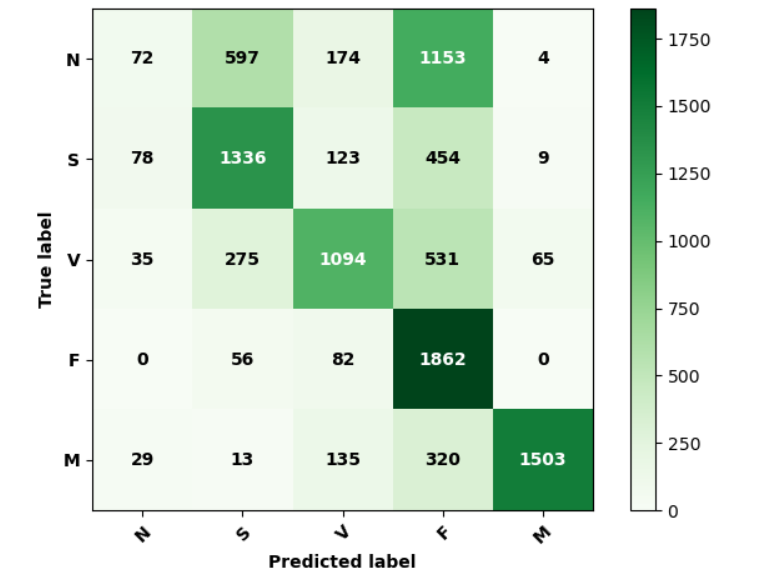 N 72 597 174 1153 4
S 78 1336 123 454 9
V 35 275 1094 531 65
F 0 56 82 1862 0
M 29 13 135 320 1503
N S V F M
Predicted label
True label
1750
1500
1250
1000
750
500
250
0